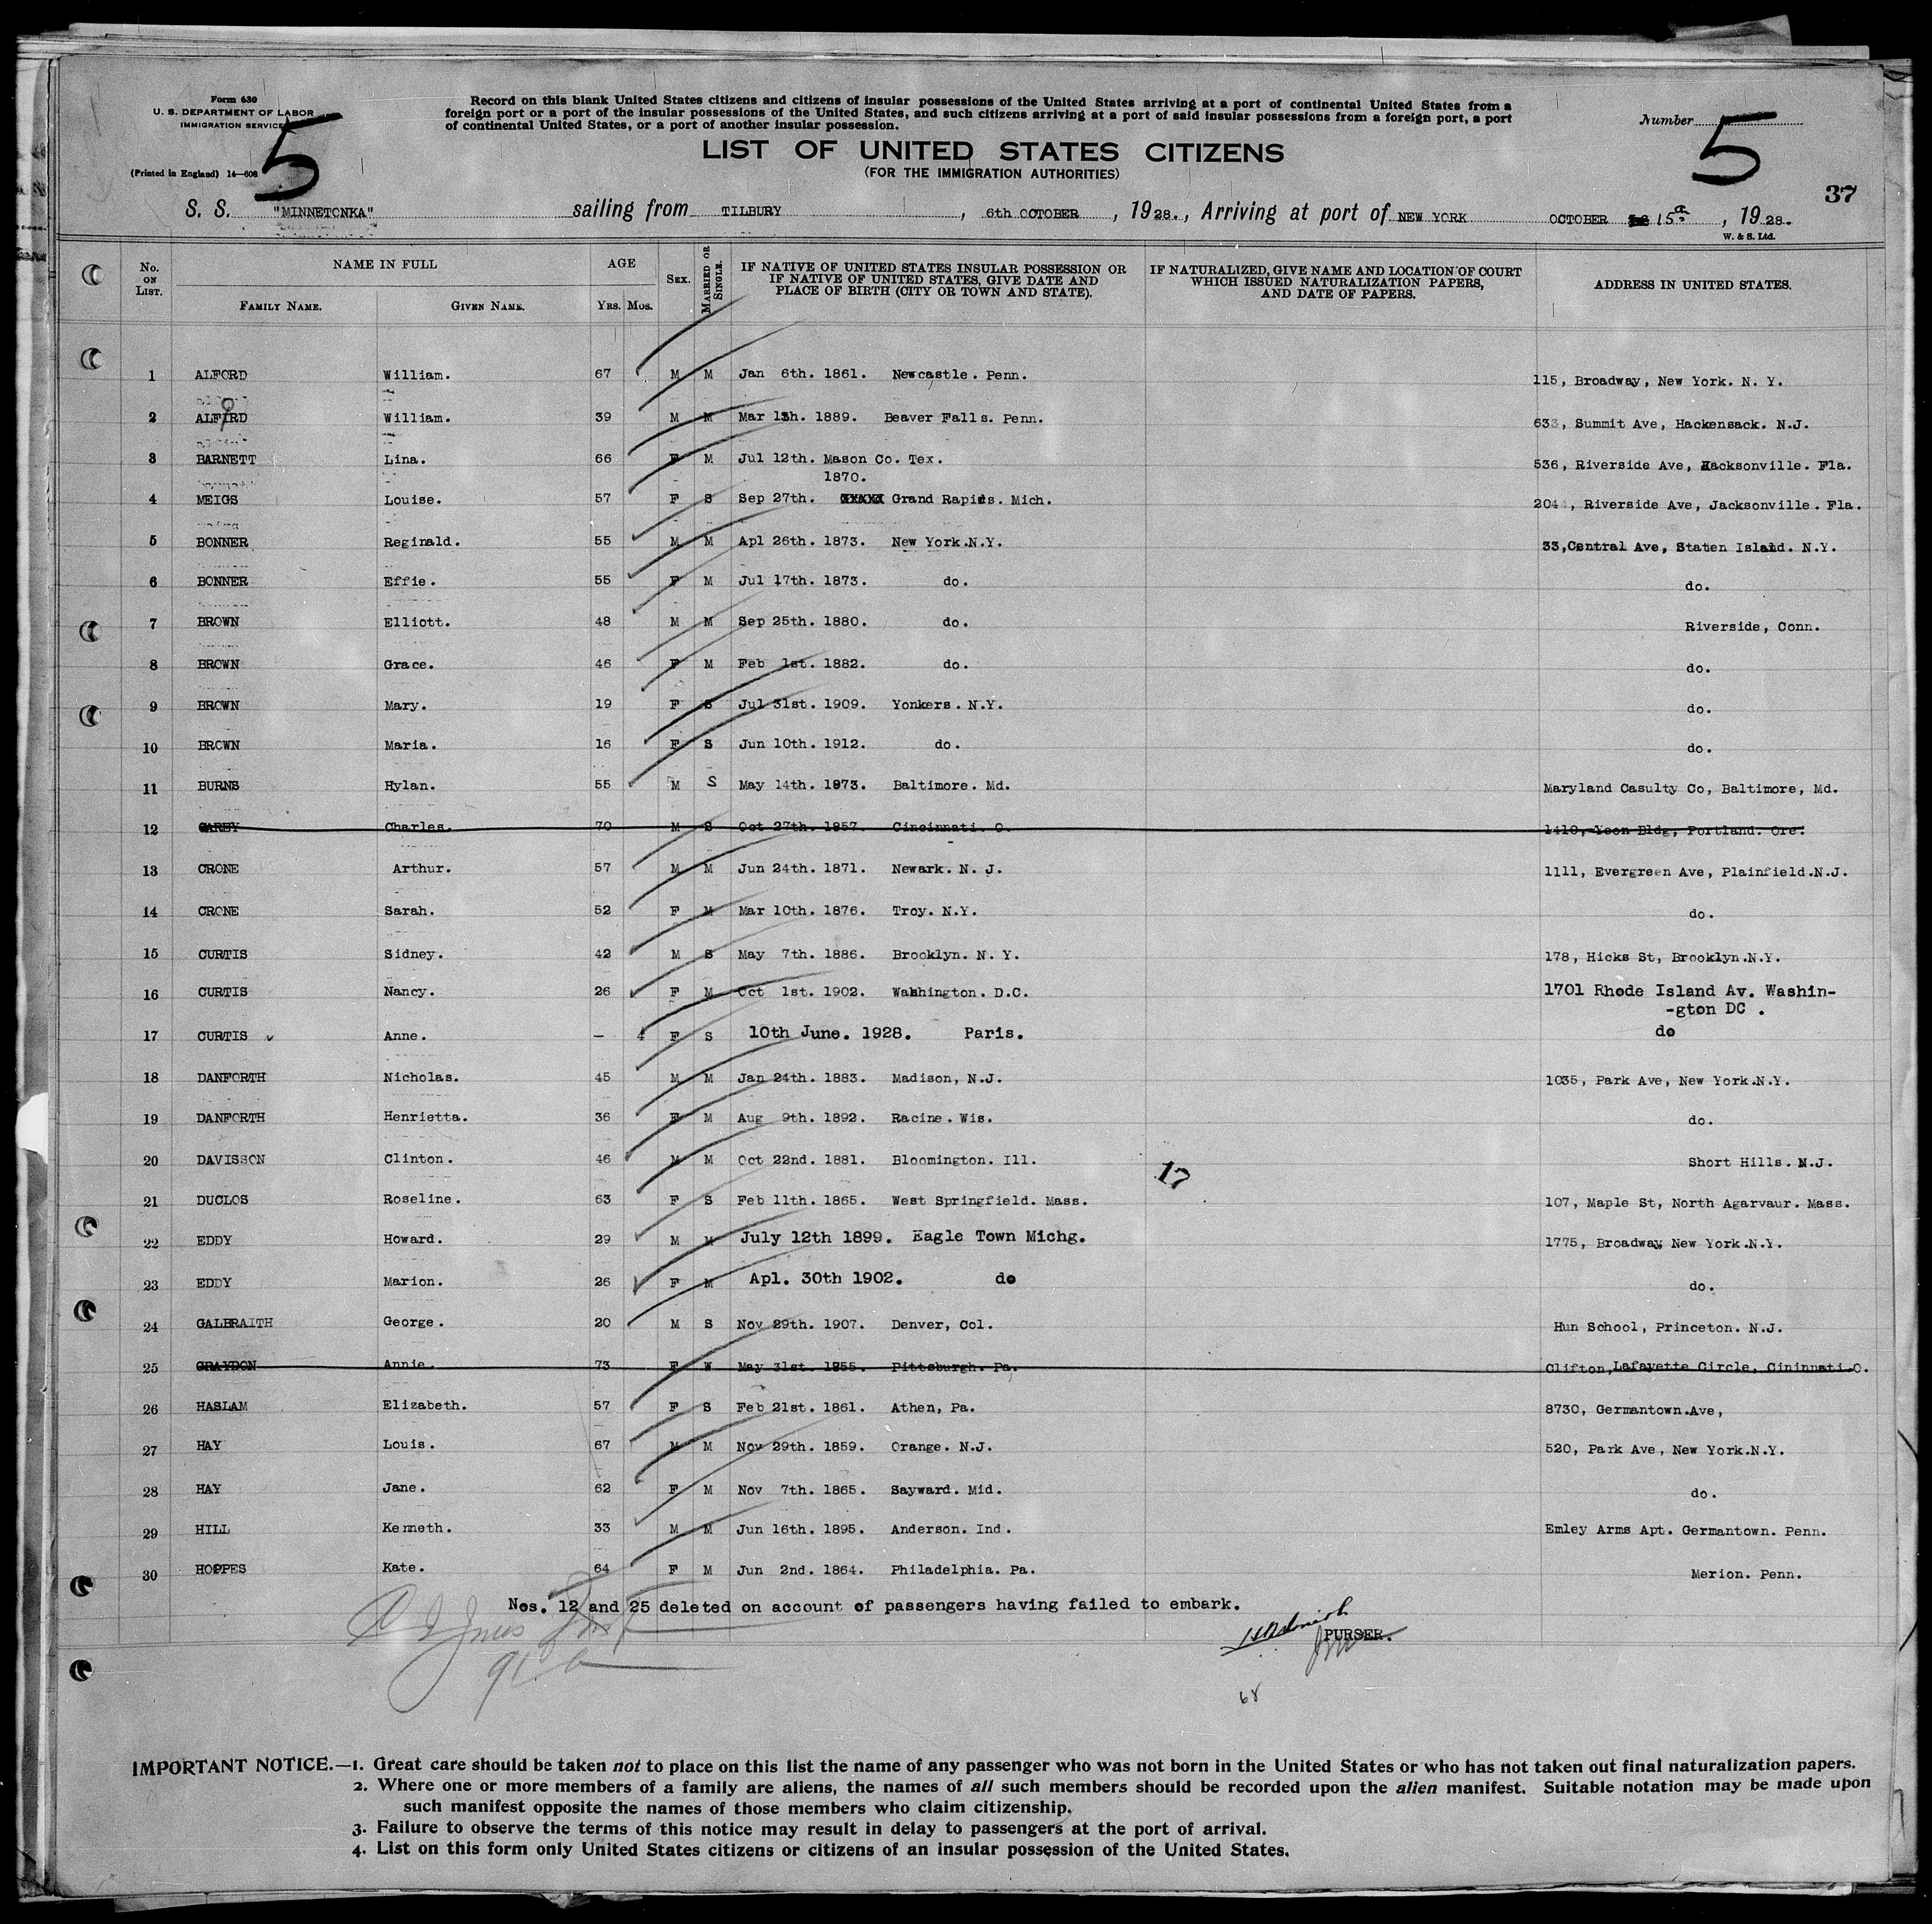 Form 630
U. S. DEPARTMENT OF LABOR
IMMIGRATION SERVICE
(Printed in England) 14—608
5
Record on this blank United States citizens and citizens of insular possessions of the United States arriving at a port of continental United States from a
foreign port or a port of the insular possessions of the United States, and such citizens arriving at a port of said insular possessions from a foreign port, a port
of continental United States, or a port of another insular possession.
Number
5
LIST OF UNITED STATES CITIZENS
(FOR THE IMMIGRATION AUTHORITIES)
37
S. S. "MINNETONKA" sailing from TILBURY, 6th OCTOBER, 1928., Arriving at port of NEW YORK OCTOBER 15, 1928.
W. & S. Ltd.
No. ON LIST. NAME IN FULL FAMILY NAME. GIVEN NAME. AGE YRS. MOS. SEX. MARRIED OR SINGLE. IF NATIVE OF UNITED STATES INSULAR POSSESSION OR IF NATIVE OF UNITED STATES, GIVE DATE AND PLACE OF BIRTH (CITY OR TOWN AND STATE). IF NATURALIZED, GIVE NAME AND LOCATION OF COURT WHICH ISSUED NATURALIZATION PAPERS, AND DATE OF PAPERS. ADDRESS IN UNITED STATES.
1 ALFORD William. 67 M M Jan 6th. 1861. Newcastle. Penn. 115, Broadway, New York. N. Y.
2 ALFORD William. 39 M M Mar 13h. 1889. Beaver Falls. Penn. 633, Summit Ave, Hackensack. N.J.
3 BARNETT Lina. 66 F M Jul 12th. Mason Co. Tex. 536, Riverside Ave, Jacksonville. Fla.
1870.
4 MEIGS Louise. 57 F S Sep 27th. Grand Rapids. Mich. 204, Riverside Ave, Jacksonville. Fla.
5 BONNER Reginald. 55 M M Apl 26th. 1873. New York.N.Y. 33,Central Ave, Staten Island. N.Y.
6 BONNER Effie. 55 F M Jul 17th. 1873. do. do.
7 BROWN Elliott. 48 M M Sep 25th. 1880. do. Riverside, Conn.
8 BROWN Grace. 46 F M Feb 1st. 1882. do. do.
9 BROWN Mary. 19 F S Jul 31st. 1909. Yonkers. N.Y. do.
10 BROWN Maria. 16 F S Jun 10th. 1912. do. do.
11 BURNS Hylan. 55 M S May 14th. 1873. Baltimore. Md. Maryland Casulty Co, Baltimore, Md.
12 CAREY Charles. 70 M S Oct 27th. 1857. Cincinnati. O. 1410, Yeon Bldg, Portland. Ore.
13 CRONE Arthur. 57 M M Jun 24th. 1871. Newark. N. J. 1111, Evergreen Ave, Plainfield.N.J.
14 CRONE Sarah. 52 F M Mar 10th. 1876. Troy. N.Y. do.
15 CURTIS Sidney. 42 M S May 7th. 1886. Brooklyn. N. Y. 178, Hicks St, Brooklyn.N.Y.
16 CURTIS Nancy. 26 F M Oct 1st. 1902. Washington. D.C. 1701 Rhode Island Av. Washin-
-gton DC .
17 CURTIS Anne. — 4 F S 10th June. 1928. Paris. do
18 DANFORTH Nicholas. 45 M M Jan 24th. 1883. Madison, N.J. 1035, Park Ave, New York.N.Y.
19 DANFORTH Henrietta. 36 F M Aug 9th. 1892. Racine. Wis. do.
20 DAVISSON Clinton. 46 M M Oct 22nd. 1881. Bloomington. Ill. Short Hills. N.J.
17
21 DUCLOS Roseline. 63 F S Feb 11th. 1865. West Springfield. Mass. 107, Maple St, North Agarvaur. Mass.
22 EDDY Howard. 29 M M July 12th 1899. Eagle Town Michg. 1775, Broadway, New York.N.Y.
23 EDDY Marion. 26 F M Apl. 30th 1902. do do.
24 GALBRAITH George. 20 M S Nov 29th. 1907. Denver, Col. Hun School, Princeton. N.J.
25 GRAYDON Annie. 73 F W May 31st. 1855. Pittsburgh. Pa. Clifton,Lafayette Circle, Cininnati.O.
26 HASLAM Elizabeth. 57 F S Feb 21st. 1861. Athen, Pa. 8730, Germantown.Ave,
27 HAY Louis. 67 M M Nov 29th. 1859. Orange. N.J. 520, Park Ave, New York.N.Y.
28 HAY Jane. 62 F M Nov 7th. 1865. Sayward. Mid. do.
29 HILL Kenneth. 33 M M Jun 16th. 1895. Anderson. Ind. Emley Arms Apt. Germantown. Penn.
30 HOPPES Kate. 64 F M Jun 2nd. 1864. Philadelphia. Pa. Merion. Penn.
Nos. 12 and 25 deleted on account of passengers having failed to embark.
PURSER.
68
IMPORTANT NOTICE.—1. Great care should be taken not to place on this list the name of any passenger who was not born in the United States or who has not taken out final naturalization papers.
2. Where one or more members of a family are aliens, the names of all such members should be recorded upon the alien manifest. Suitable notation may be made upon
such manifest opposite the names of those members who claim citizenship.
3. Failure to observe the terms of this notice may result in delay to passengers at the port of arrival.
4. List on this form only United States citizens or citizens of an insular possession of the United States.